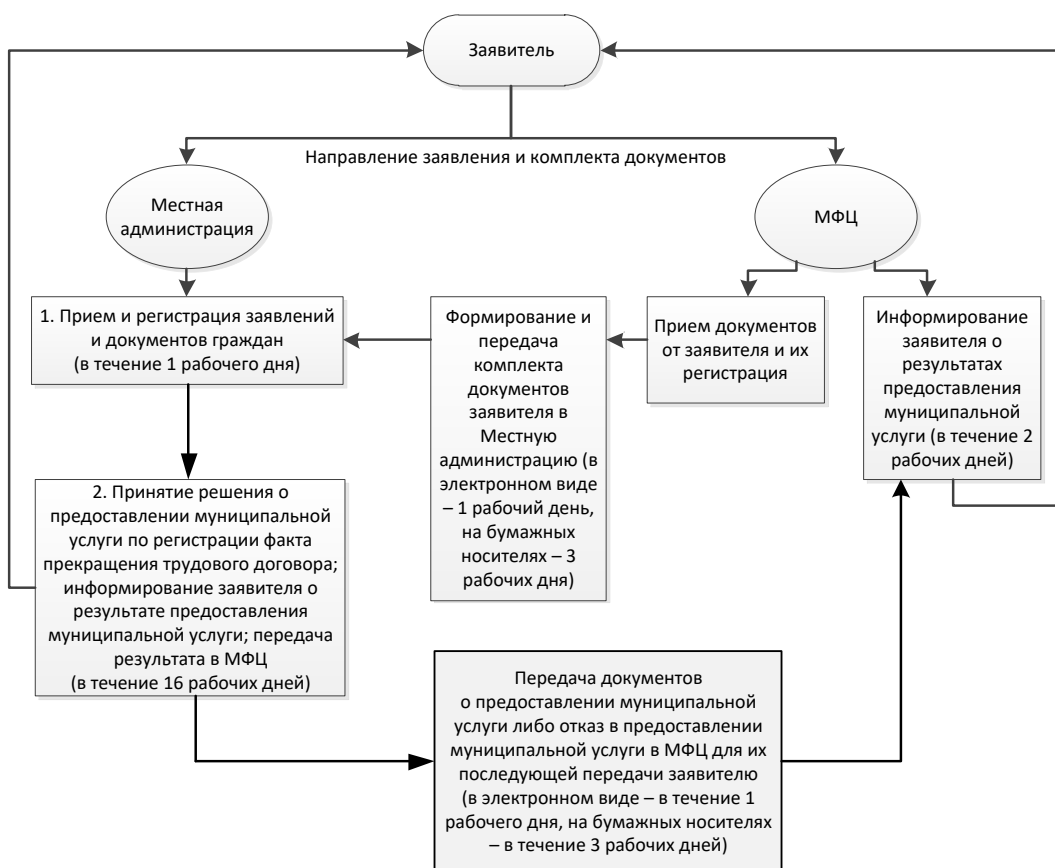 Заявитель
Направление заявления и комплекта документов
Местная
администрация
МФЦ
1. Прием и регистрация заявлений
и документов граждан
(в течение 1 рабочего дня)
Формирование и
передача
комплекта
документов
заявителя в
Местную
администрацию (в
электронном виде
– 1 рабочий день,
на бумажных
носителях – 3
рабочих дня)
Прием документов
от заявителя и их
регистрация
Информирование
заявителя о
результатах
предоставления
муниципальной
услуги (в течение 2
рабочих дней)
2. Принятие решения о
предоставлении муниципальной
услуги по регистрации факта
прекращения трудового договора;
информирование заявителя о
результате предоставления
муниципальной услуги; передача
результата в МФЦ
(в течение 16 рабочих дней)
Передача документов
о предоставлении муниципальной
услуги либо отказ в предоставлении
муниципальной услуги в МФЦ для их
последующей передачи заявителю
(в электронном виде – в течение 1
рабочего дня, на бумажных носителях
– в течение 3 рабочих дней)